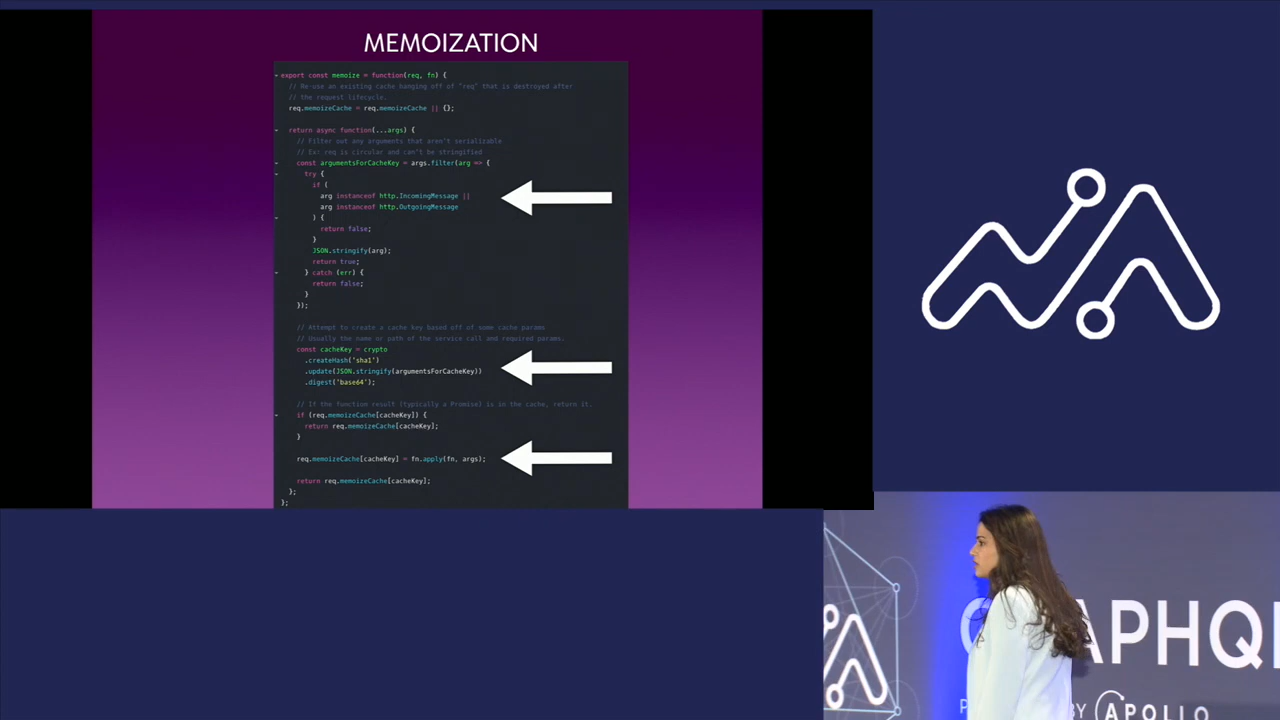 MEMOIZATION
export const memoize = function(req, fn) {
// Re-use an existing cache hanging off of "req" that is destroyed after
// the request lifecycle.
req.memoizeCache = req.memoizeCache || {};
return async function(...args) {
// Filter out any arguments that aren't serializable
// Ex: req is circular and can't be stringified
const argumentsForCacheKey = args.filter(arg => {
try {
if (
arg instanceof http.IncomingMessage ||
arg instanceof http.OutgoingMessage
) {
return false;
}
JSON.stringify(arg);
return true;
} catch (err) {
return false;
}
});
// Attempt to create a cache key based off of some cache params
// Usually the name or path of the service call and required params.
const cacheKey = crypto
.createHash('sha1')
.update(JSON.stringify(argumentsForCacheKey))
.digest('base64');
// If the function result (typically a Promise) is in the cache, return it.
if (req.memoizeCache[cacheKey]) {
return req.memoizeCache[cacheKey];
}
req.memoizeCache[cacheKey] = fn.apply(fn, args);
return req.memoizeCache[cacheKey];
};
};
APHQ
BY APOLLO